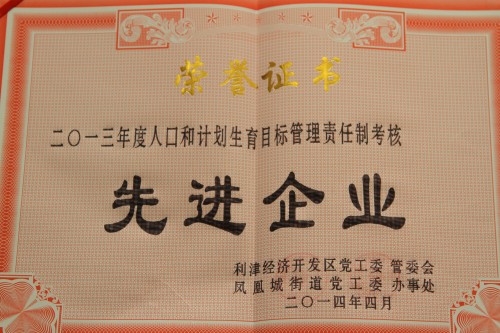 荣誉证书
二〇一三年度人口和计划生育目标管理责任制考核
先进企业
利津经济开发区党工委 管委会
凤凰城街道党工委 办事处
二〇一四年四月